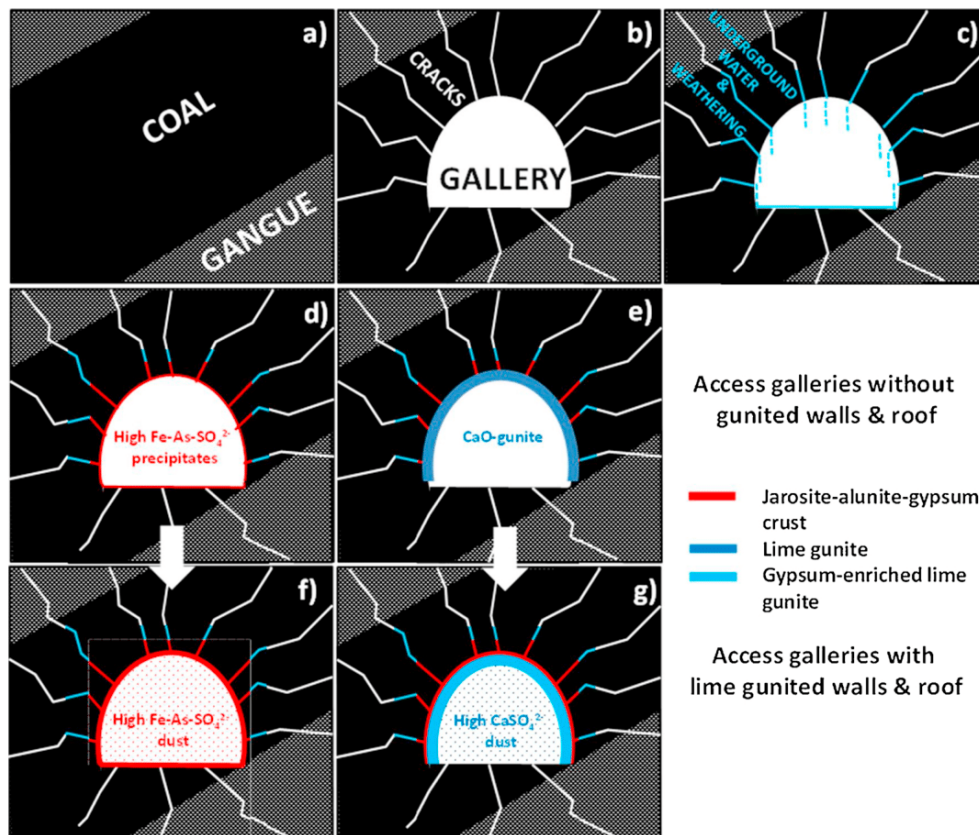 a)
COAL
GANGUE
b)
CRACKS
GALLERY
c)
UNDERGROUND
WATER
&
WEATHERING
d)
High Fe-As-SO₄²⁻
precipitates
e)
CaO-gunite
Access galleries without
gunited walls & roof
Jarosite-alunite-gypsum
crust
Lime gunite
Gypsum-enriched lime
gunite
Access galleries with
lime gunited walls & roof
f)
High Fe-As-SO₄²⁻
dust
g)
High CaSO₄²⁻
dust